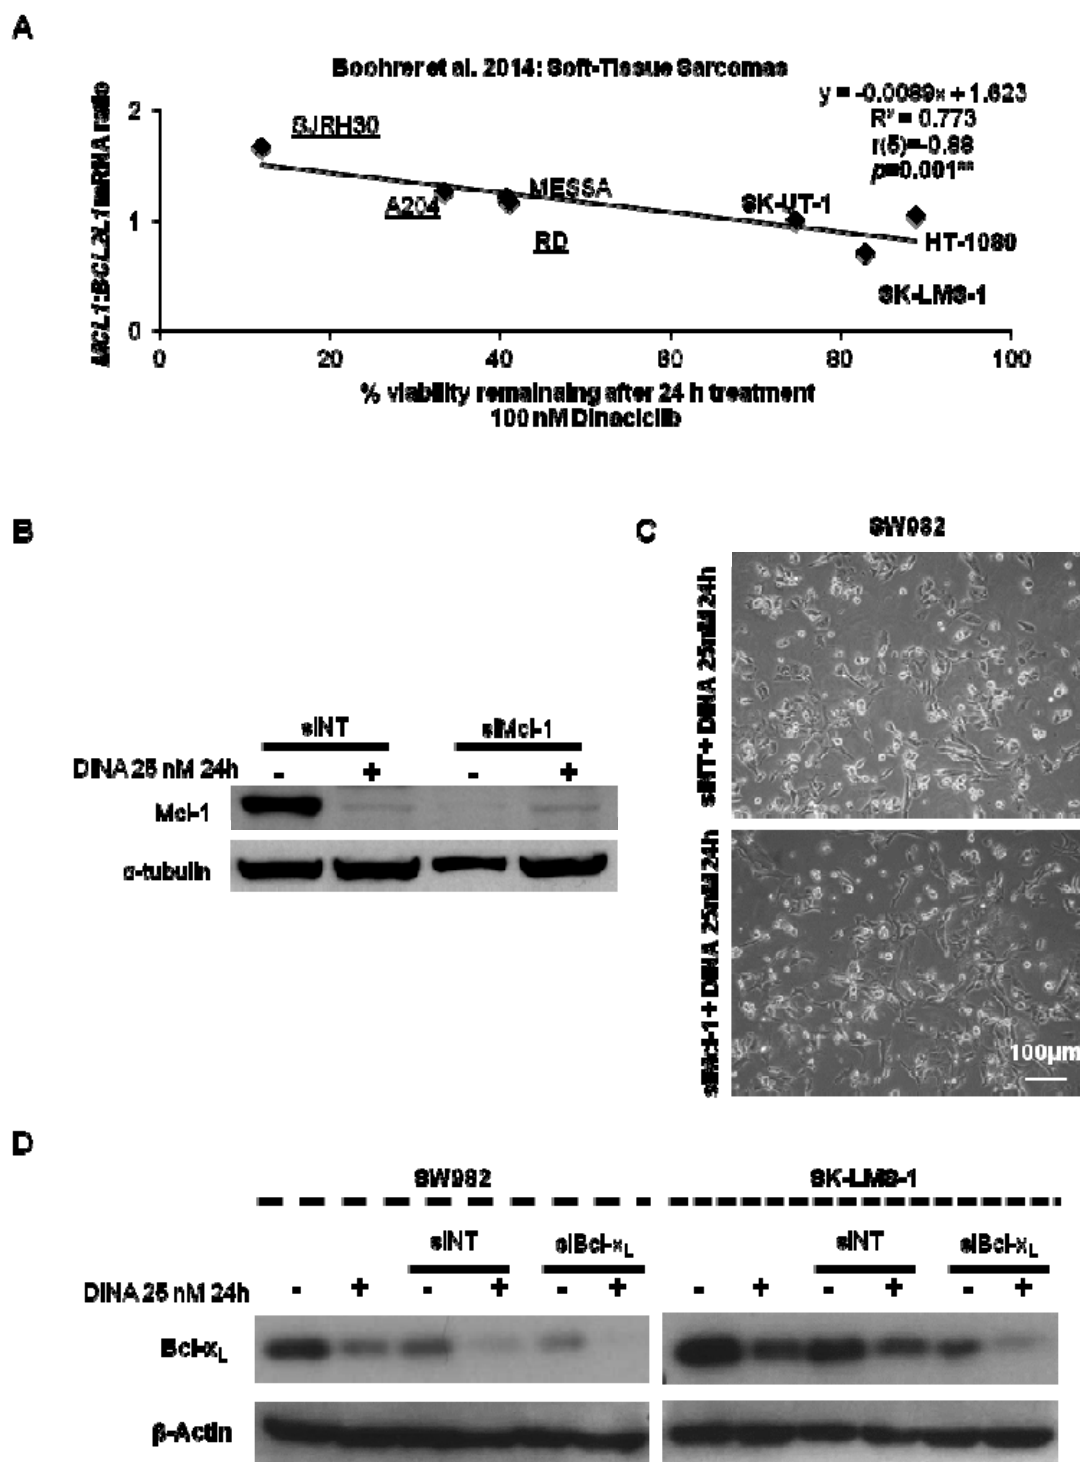 A
Boohrer et al. 2014: Soft-Tissue Sarcomas
y = -0.0089x + 1.623
R² = 0.773
r(5)=-0.88
p=0.001**
MCL1:BCL2L1 mRNA ratio
2
1
0
SJRH30
A204
MESSA
RD
SK-UT-1
HT-1080
SK-LMS-1
0 20 40 60 80 100
% viability remainsing after 24 h treatment
100 nM Dinaciclib
B
siNT siMcl-1
DINA 25 nM 24h - + - +
Mcl-1
α-tubulin
C
SW982
siNT + DINA 25nM 24h
siMcl-1 + DINA 25nM 24h
100µm
D
SW982 SK-LMS-1
siNT siBcl-xL siNT siBcl-xL
DINA 25 nM 24h - + - + - + - + - + - +
Bcl-xL
β-Actin